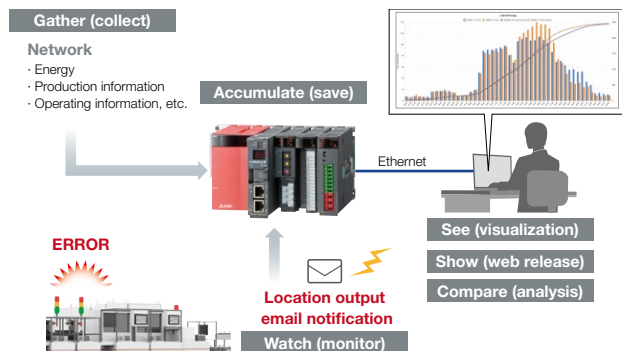 Gather (collect)
Network
· Energy
· Production information
· Operating information, etc.
Accumulate (save)
Ethernet
See (visualization)
Show (web release)
Compare (analysis)
ERROR
Location output
email notification
Watch (monitor)